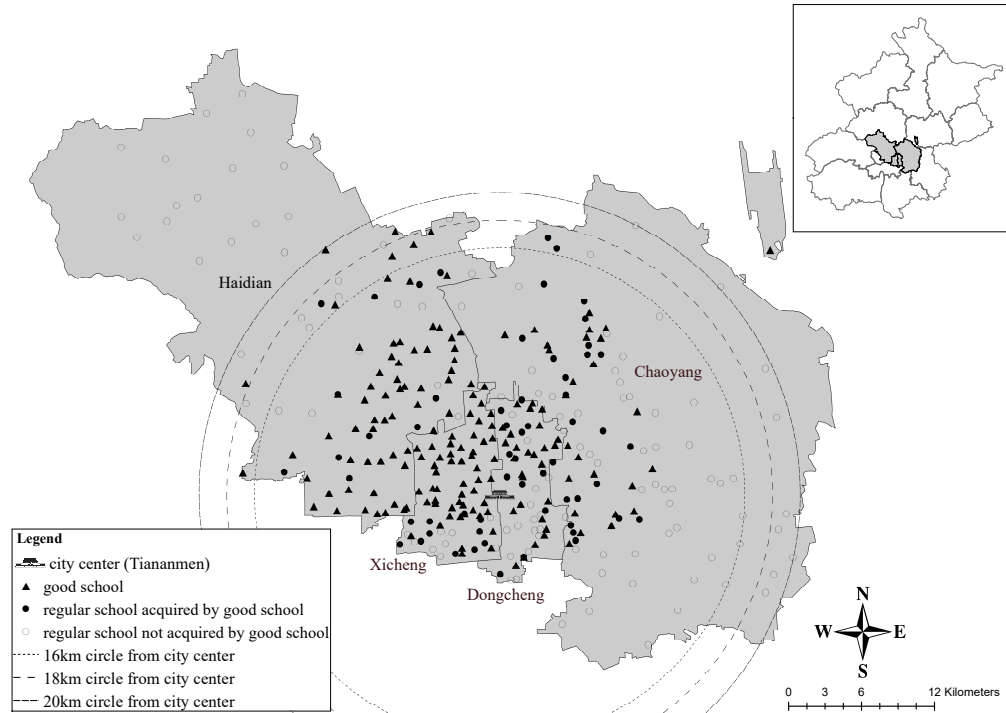 Haidian
Chaoyang
Xicheng
Dongcheng
Legend
city center (Tiananmen)
good school
regular school acquired by good school
regular school not acquired by good school
16km circle from city center
18km circle from city center
20km circle from city center
N
W E
S
0 3 6 12 Kilometers